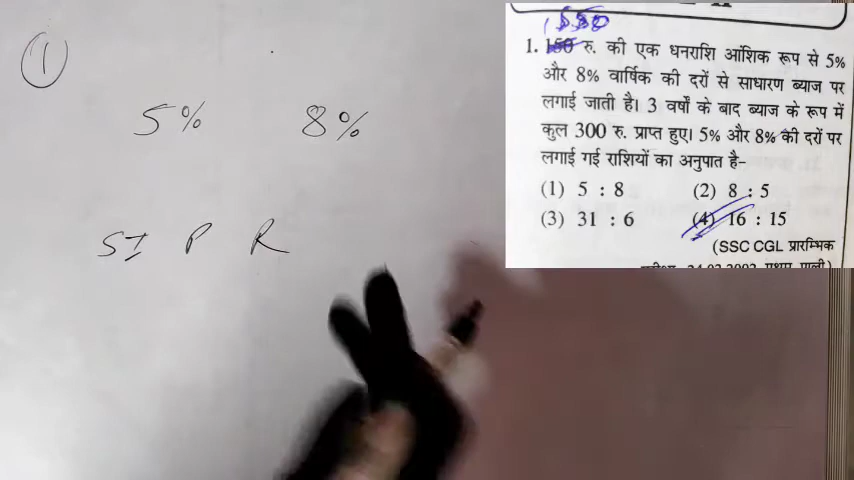 ①
5% 8%
SI P R
1550
1. 150 रु. की एक धनराशि आंशिक रूप से 5%
और 8% वार्षिक की दरों से साधारण ब्याज पर
लगाई जाती है। 3 वर्षों के बाद ब्याज के रूप में
कुल 300 रु. प्राप्त हुए। 5% और 8% की दरों पर
लगाई गई राशियों का अनुपात है–
(1) 5 : 8 (2) 8 : 5
(3) 31 : 6 (4) 16 : 15
(SSC CGL प्रारम्भिक